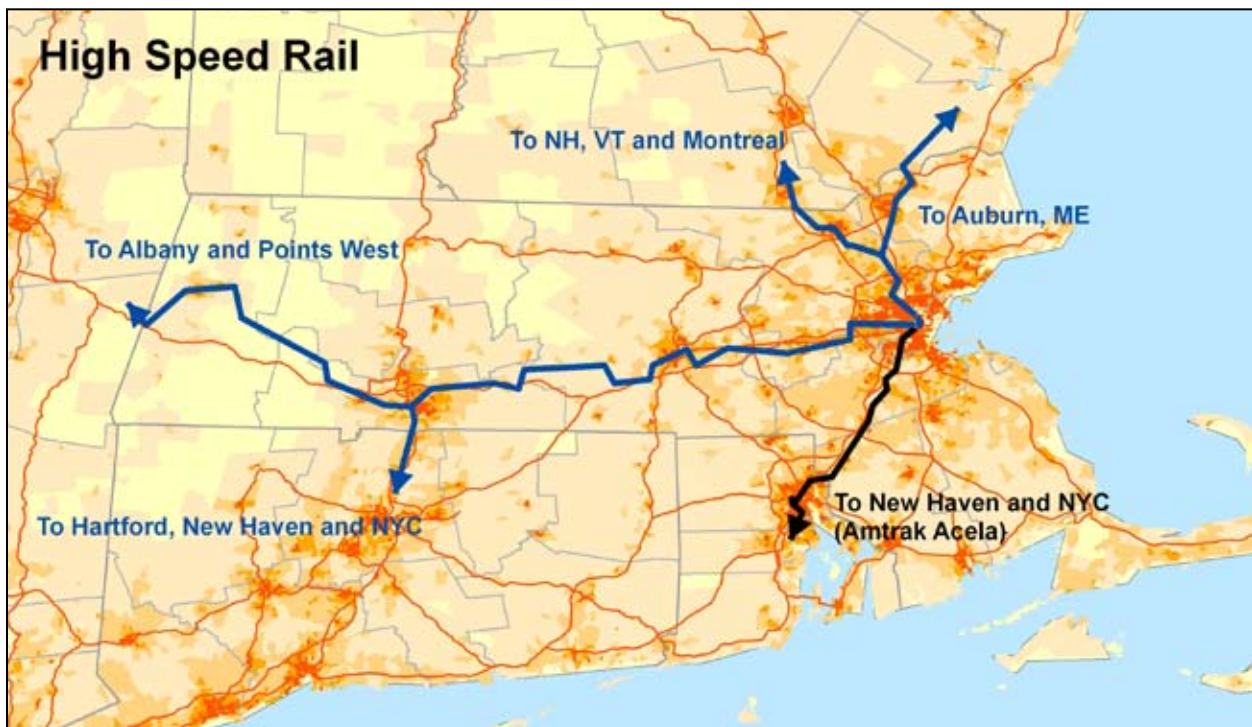 High Speed Rail
To NH, VT and Montreal
To Auburn, ME
To Albany and Points West
To Hartford, New Haven and NYC
To New Haven and NYC
(Amtrak Acela)